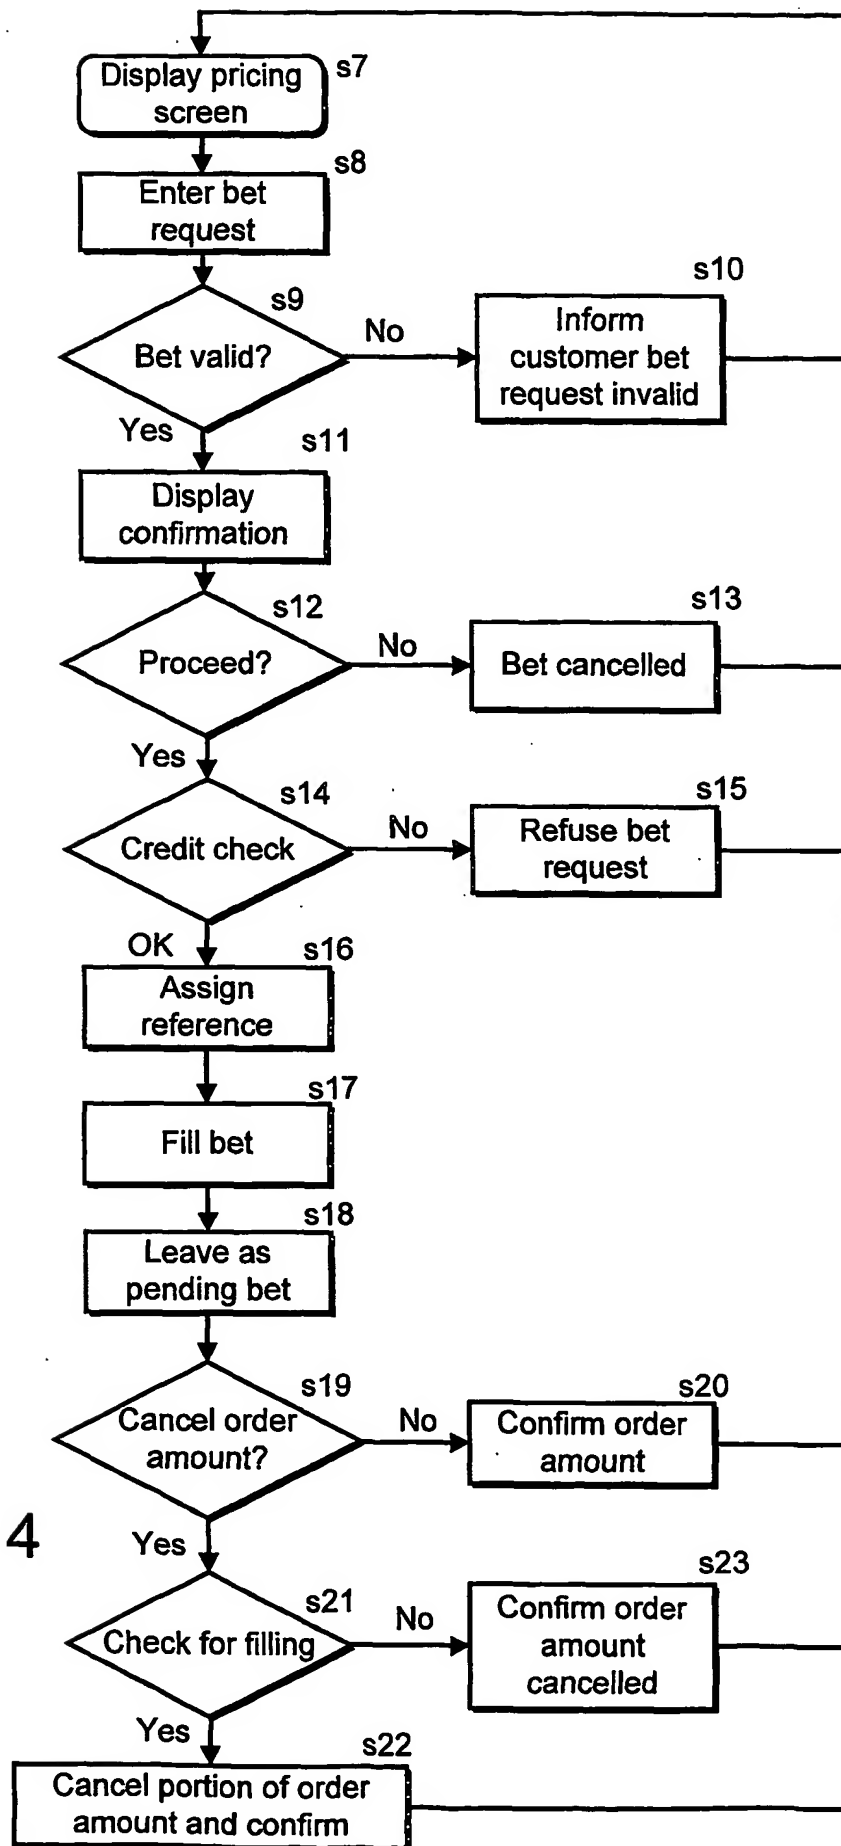 s7
Display pricing
screen
s8
Enter bet
request
s9
Bet valid?
No
s10
Inform
customer bet
request invalid
Yes
s11
Display
confirmation
s12
Proceed?
No
s13
Bet cancelled
Yes
s14
Credit check
No
s15
Refuse bet
request
OK
s16
Assign
reference
s17
Fill bet
s18
Leave as
pending bet
s19
Cancel order
amount?
No
s20
Confirm order
amount
4
Yes
s21
Check for filling
No
s23
Confirm order
amount
cancelled
Yes
s22
Cancel portion of order
amount and confirm